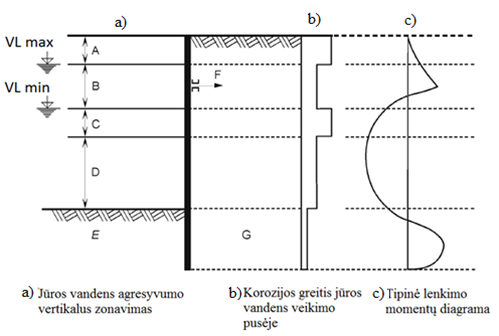 a)
b)
c)
VL max
A
VL min
B
F
C
D
E
G
a) Jūros vandens agresyvumo
vertikalus zonavimas
b) Korozijos greitis jūros
vandens veikimo
pusėje
c) Tipinė lenkimo
momentų diagrama